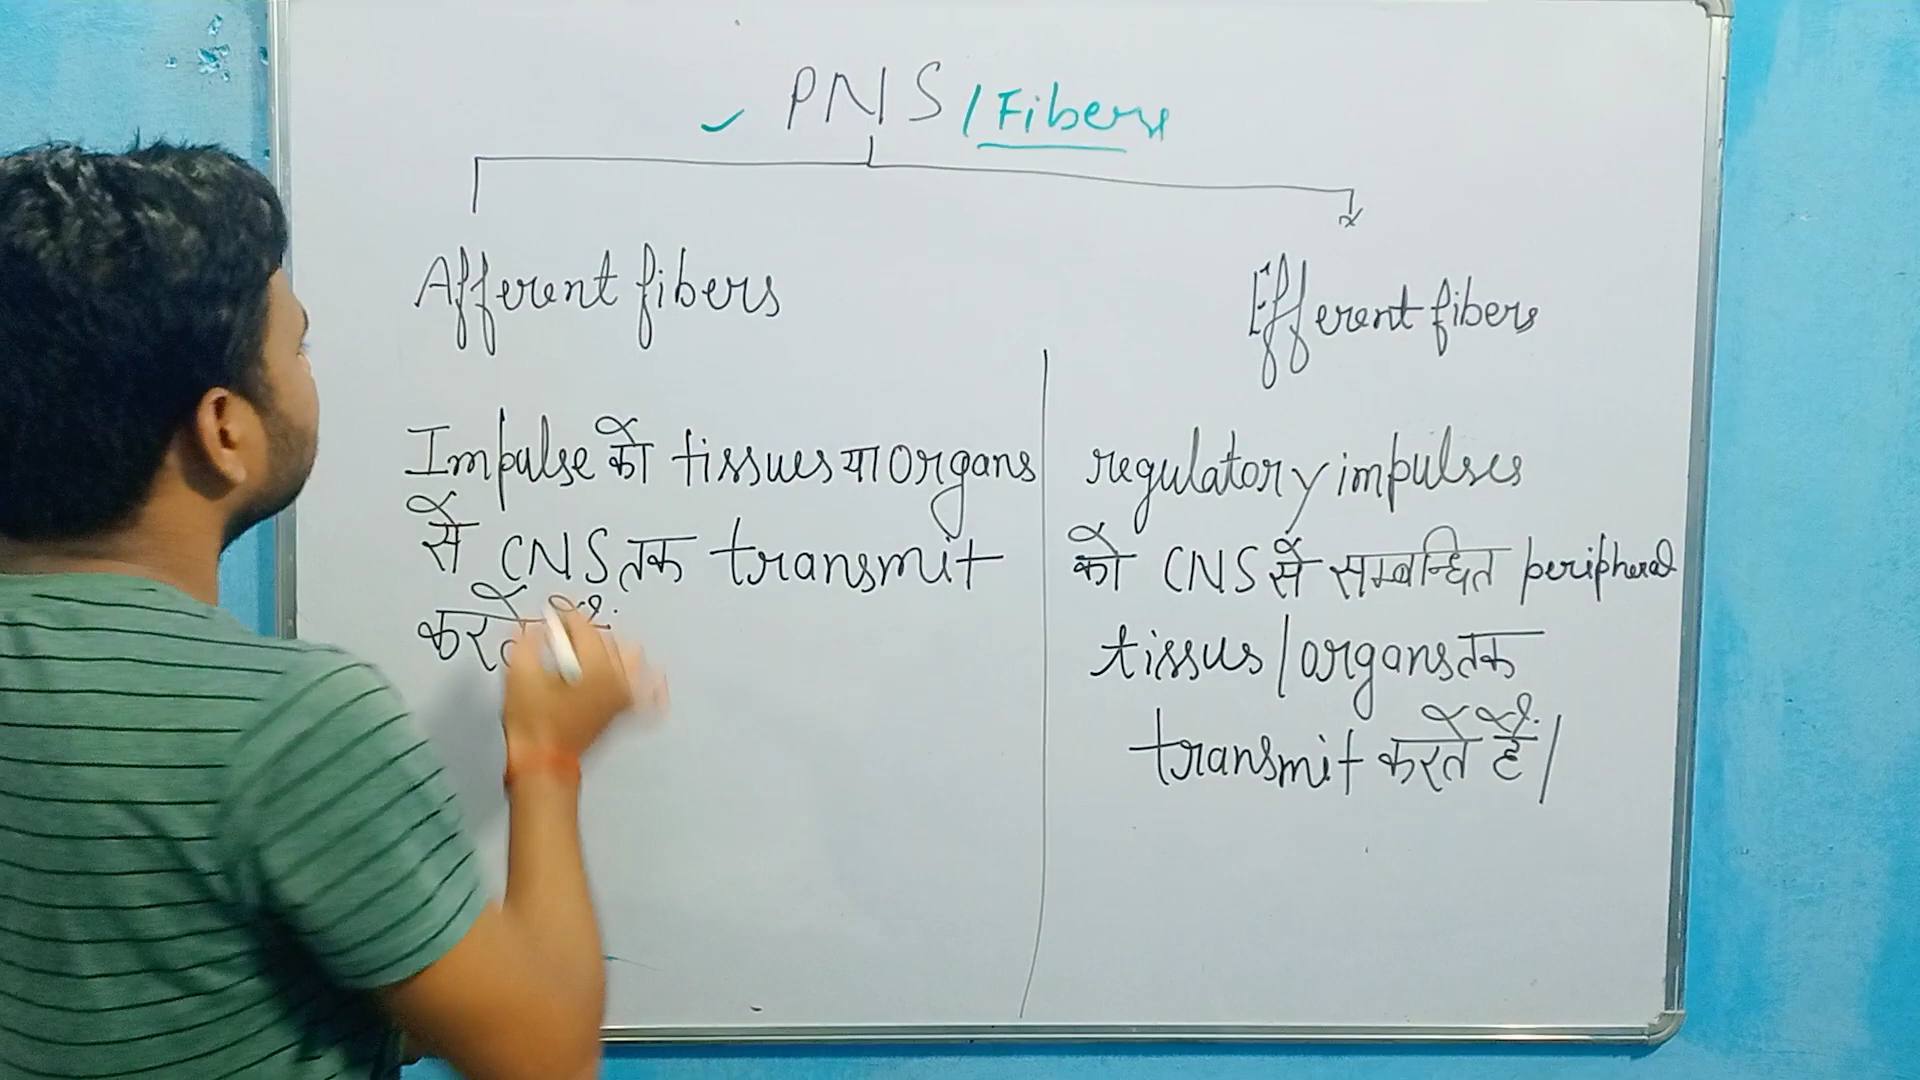 PNS / Fibers
Afferent fibers
Impulse को tissues या organs
से CNS तक transmit
करते
Efferent fibers
regulatory impulses
को CNS से सम्बन्धित peripheral
tissus / organs तक
transmit करते है।